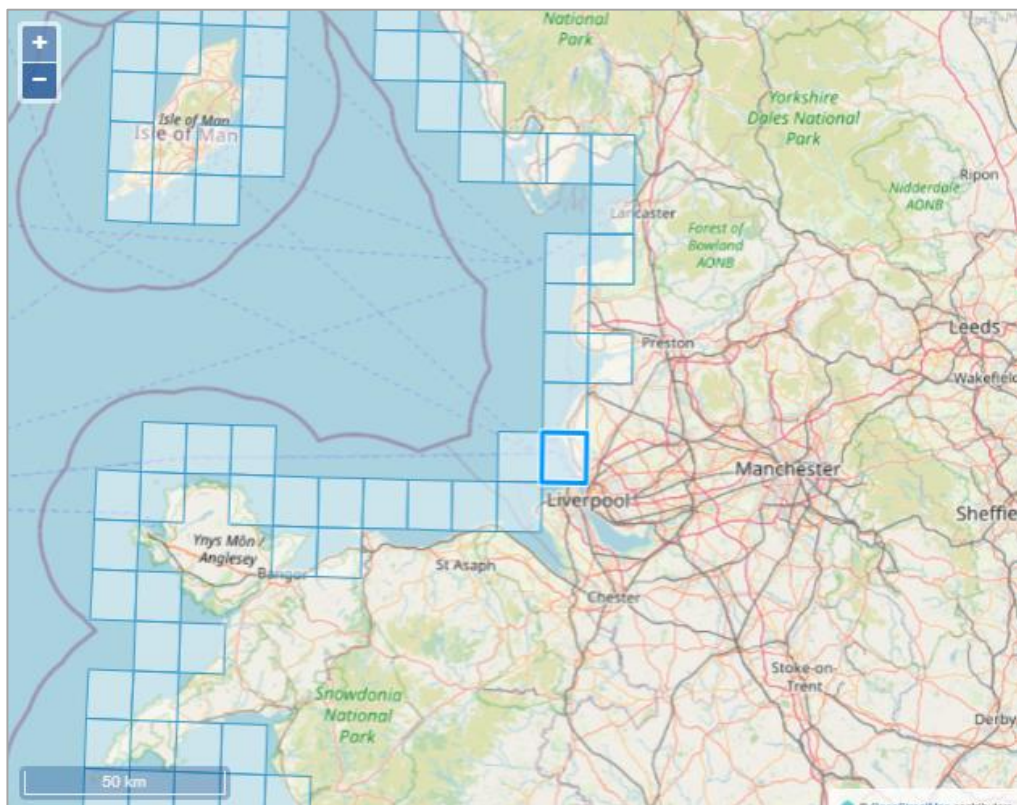 +
−
National
Park
Yorkshire
Dales National
Park
Isle of Man
Isle of Man
Ripon
Nidderdale
AONB
Lancaster
Forest of
Bowland
AONB
Leeds
Preston
Wakefield
Manchester
Liverpool
Sheffie
Ynys Môn /
Anglesey
Bangor
St Asaph
Chester
Stoke-on-
Trent
Snowdonia
National
Park
Derby
50 km